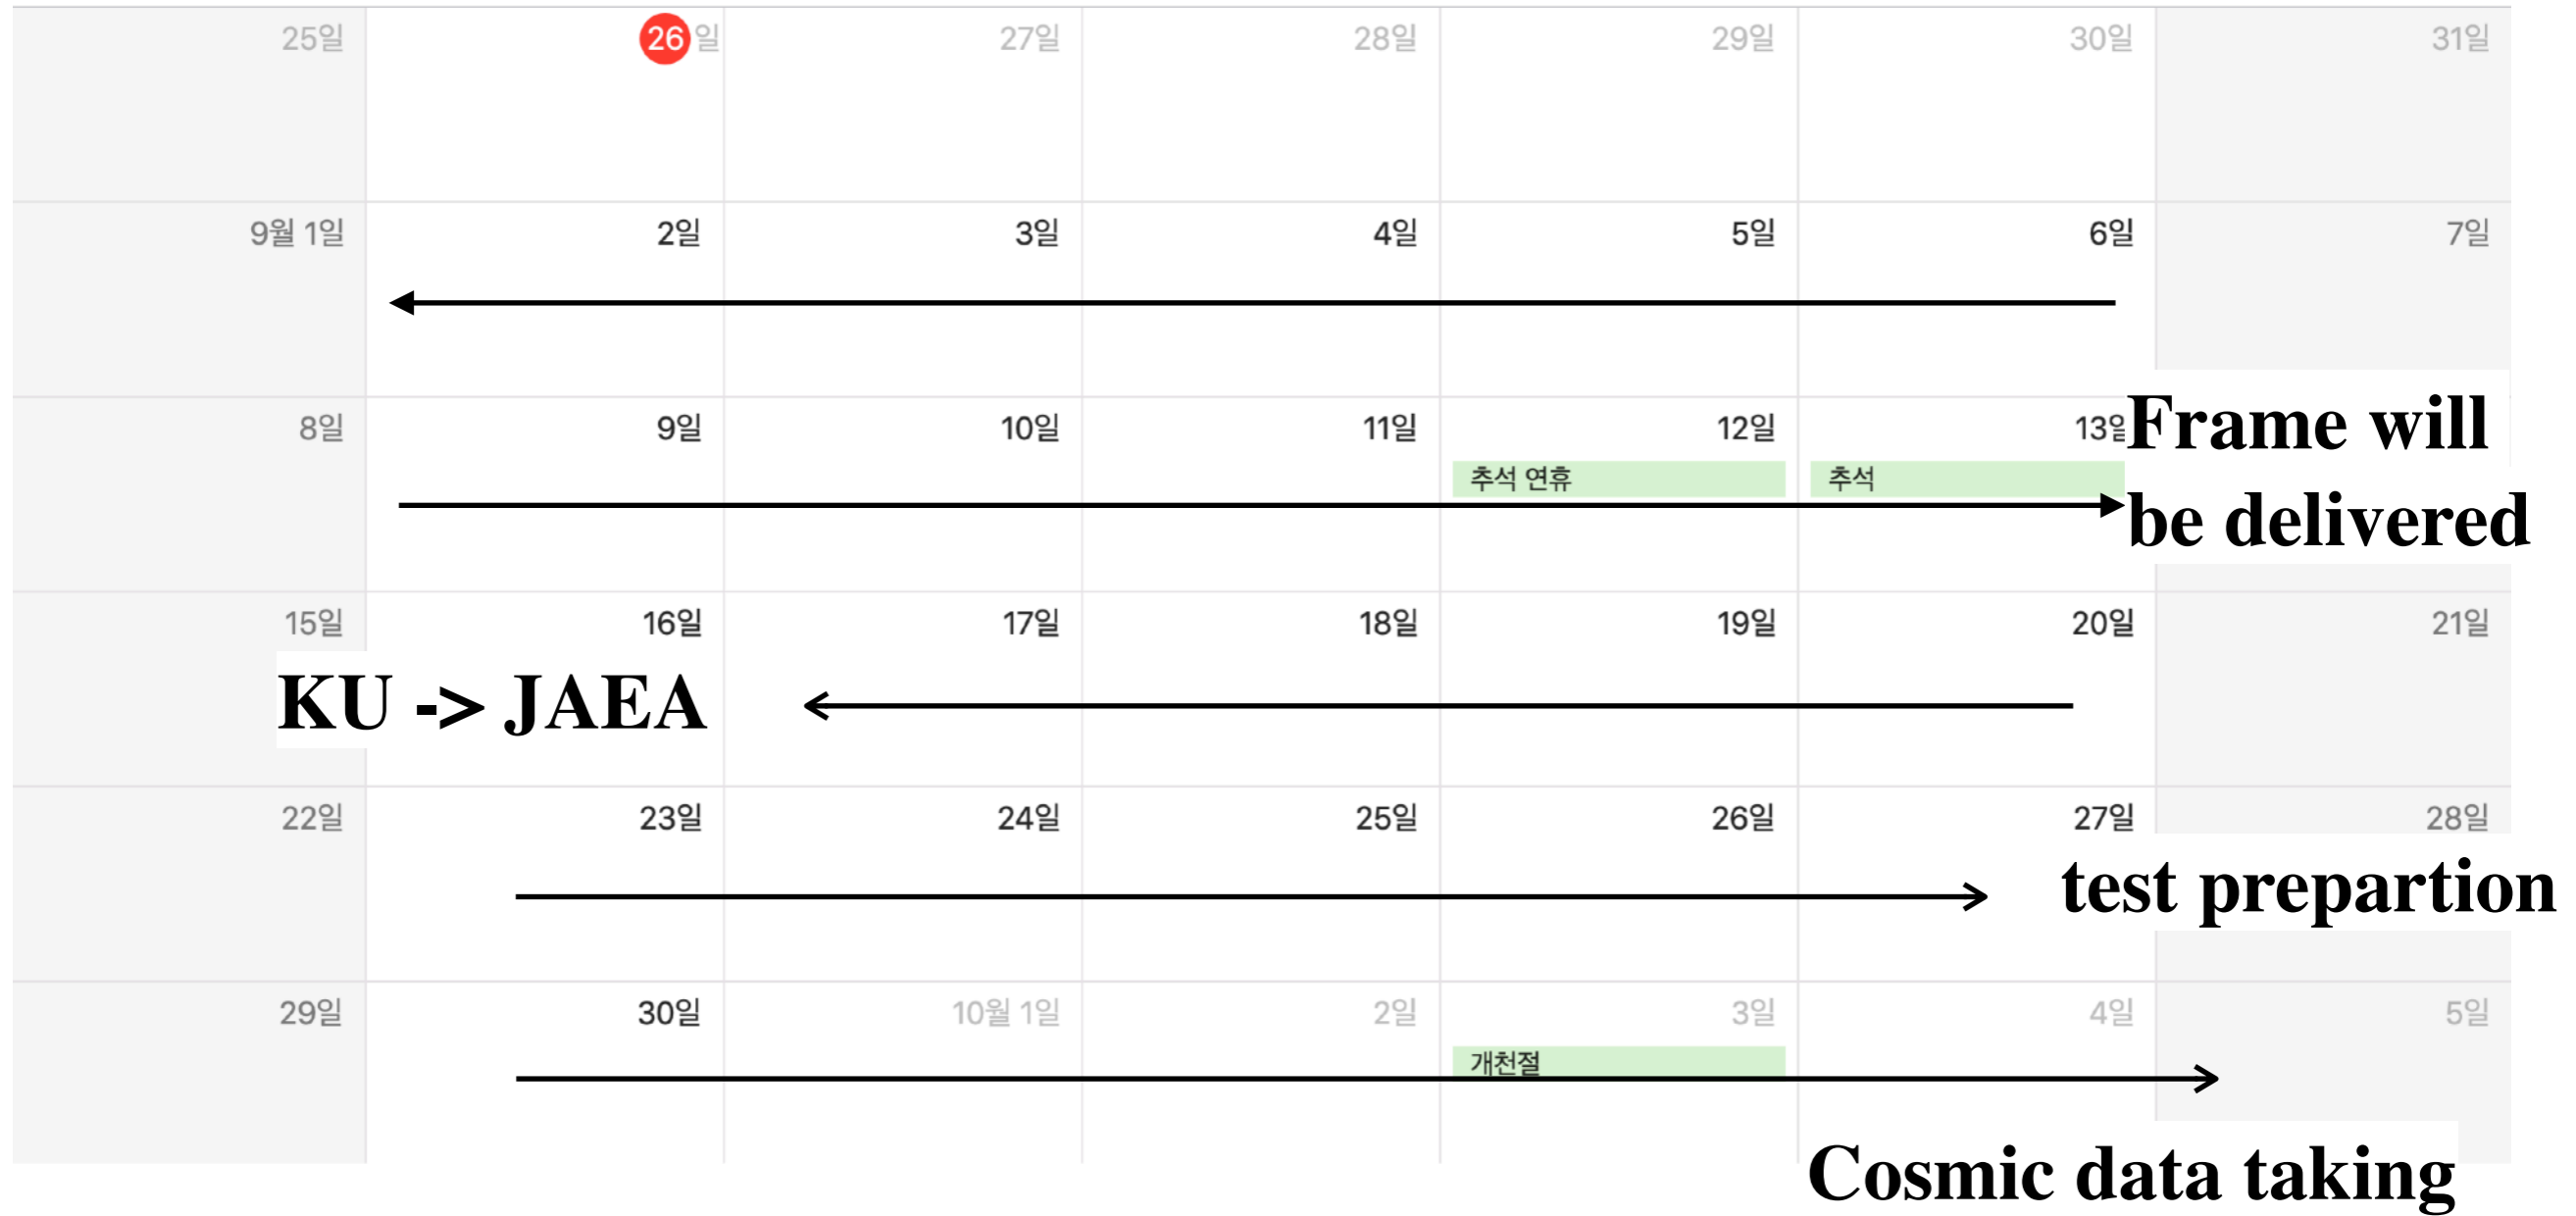 25일 26일 27일 28일 29일 30일 31일
9월 1일 2일 3일 4일 5일 6일 7일
8일 9일 10일 11일 12일 13일
추석 연휴 추석
Frame will
be delivered
15일 16일 17일 18일 19일 20일 21일
KU -> JAEA
22일 23일 24일 25일 26일 27일 28일
test prepartion
29일 30일 10월 1일 2일 3일 4일 5일
개천절
Cosmic data taking